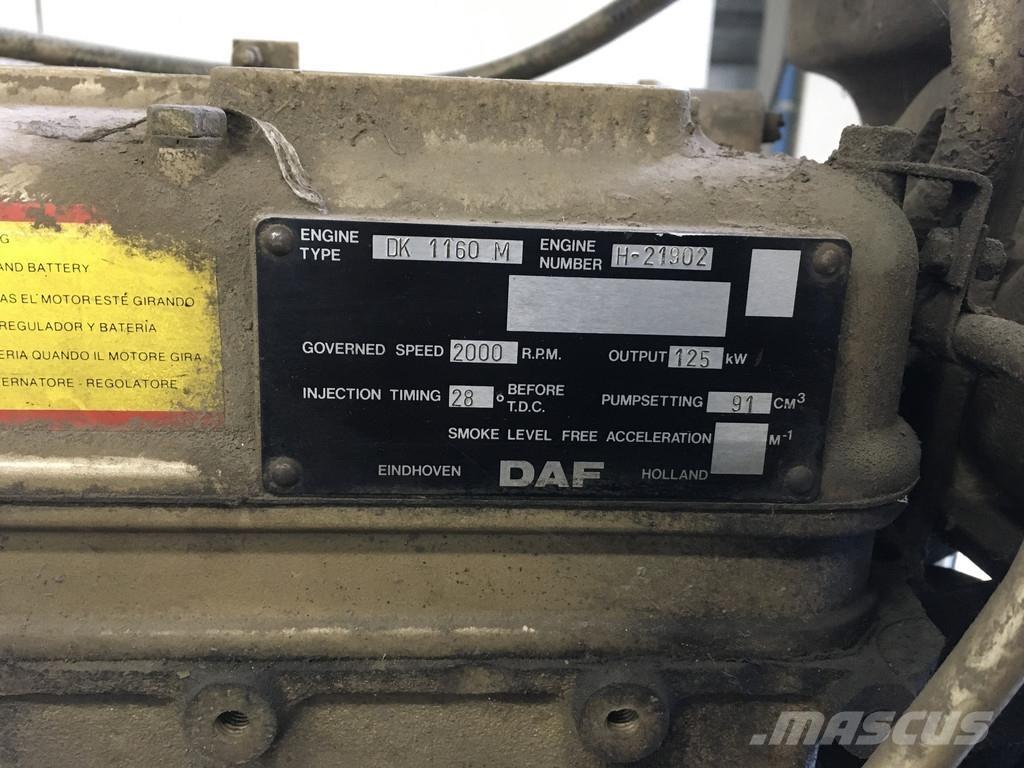 G
AND BATTERY
AS EL MOTOR ESTÉ GIRANDO
REGULADOR Y BATERIA
ERIA QUANDO IL MOTORE GIRA
TERNATORE - REGOLATORE
ENGINE TYPE DK 1160 M ENGINE NUMBER H-21902
GOVERNED SPEED 2000 R.P.M. OUTPUT 125 kW
INJECTION TIMING 28 ° BEFORE T.D.C. PUMPSETTING 91 CM³
SMOKE LEVEL FREE ACCELERATION M⁻¹
EINDHOVEN DAF HOLLAND
MASCUS